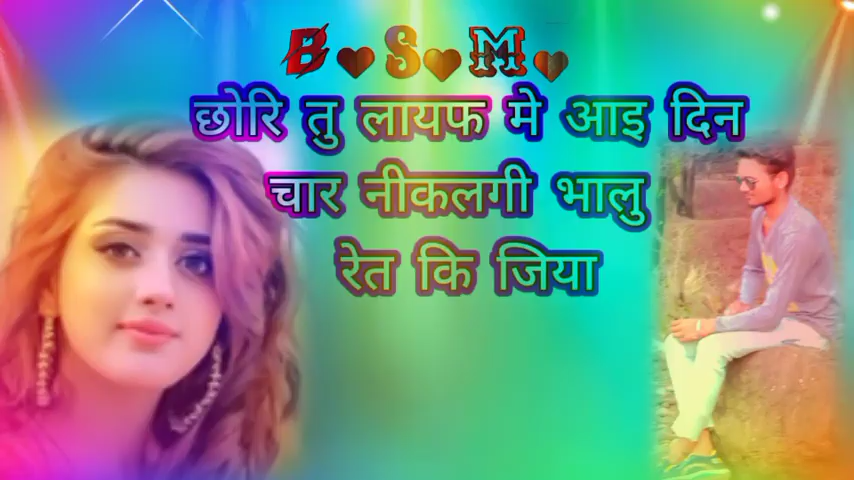 B S M
छोरि तु लायफ मे आइ दिन
चार नीकलगी भालु
रेत कि जिया